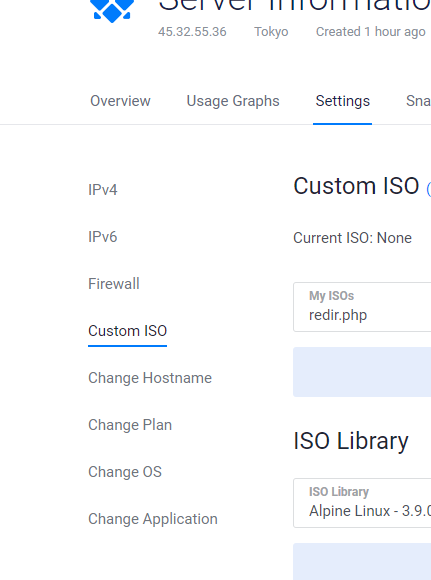 Server Informatio
45.32.55.36 Tokyo Created 1 hour ago
Overview Usage Graphs Settings Sna
IPv4
IPv6
Firewall
Custom ISO
Change Hostname
Change Plan
Change OS
Change Application
Custom ISO (
Current ISO: None
My ISOs
redir.php
ISO Library
ISO Library
Alpine Linux - 3.9.0